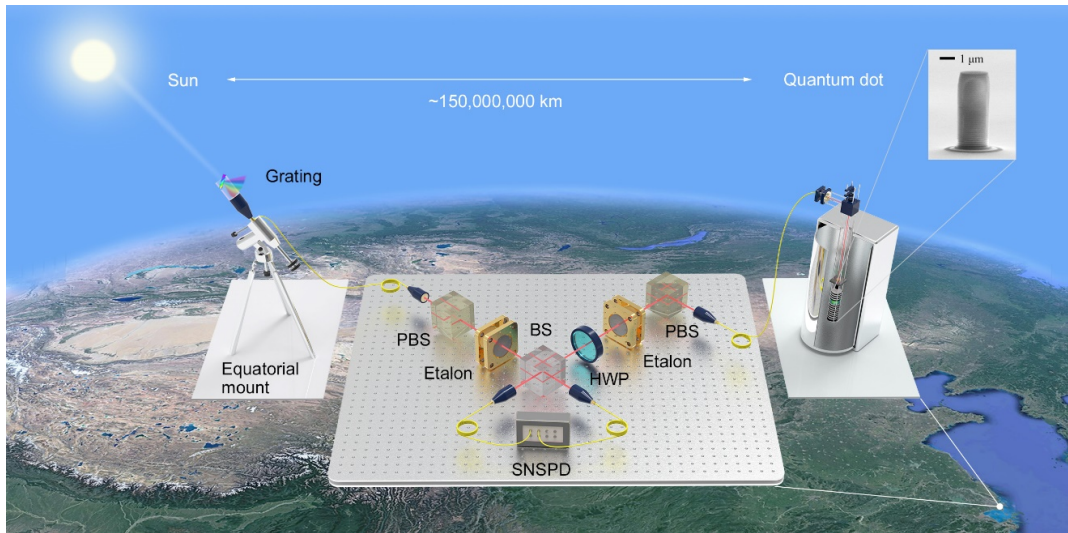 Sun
~150,000,000 km
Quantum dot
1 μm
Grating
Equatorial
mount
PBS
Etalon
BS
HWP
Etalon
PBS
SNSPD